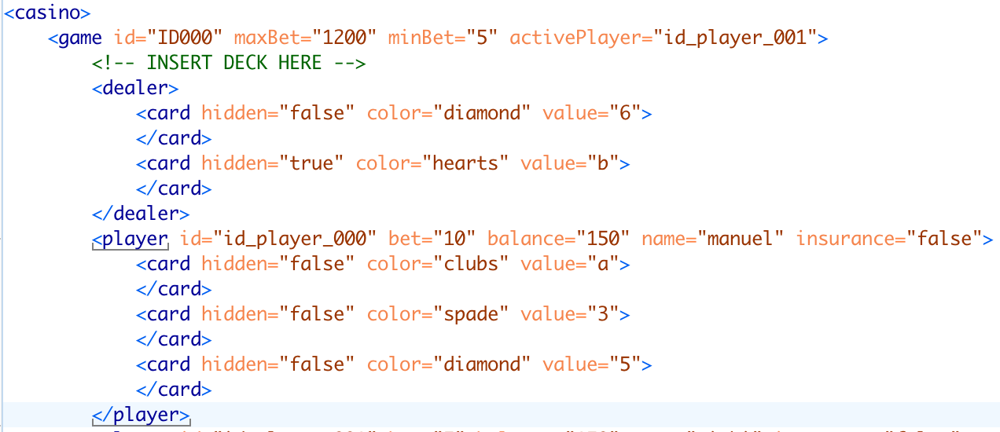 <casino>
<game id="ID000" maxBet="1200" minBet="5" activePlayer="id_player_001">
<!-- INSERT DECK HERE -->
<dealer>
<card hidden="false" color="diamond" value="6">
</card>
<card hidden="true" color="hearts" value="b">
</card>
</dealer>
<player id="id_player_000" bet="10" balance="150" name="manuel" insurance="false">
<card hidden="false" color="clubs" value="a">
</card>
<card hidden="false" color="spade" value="3">
</card>
<card hidden="false" color="diamond" value="5">
</card>
</player>